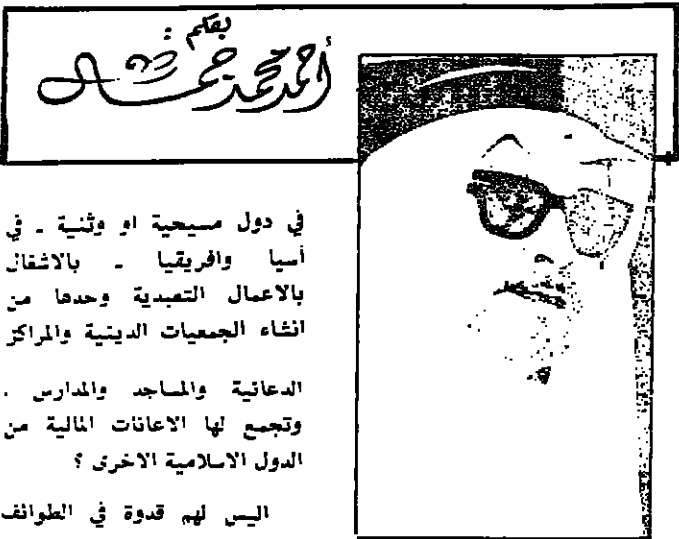 بقلم :
أحمد محمد جمال
في دول مسيحية او وثنية ـ في
آسيا وافريقيا ـ بالاشغال
بالاعمال التعبدية وحدها من
انشاء الجمعيات الدينية والمراكز
الدعائية والمساجد والمدارس .
وتجمع لها الاعانات المالية من
الدول الاسلامية الاخرى ؟
اليس لهم قدوة في الطوائف